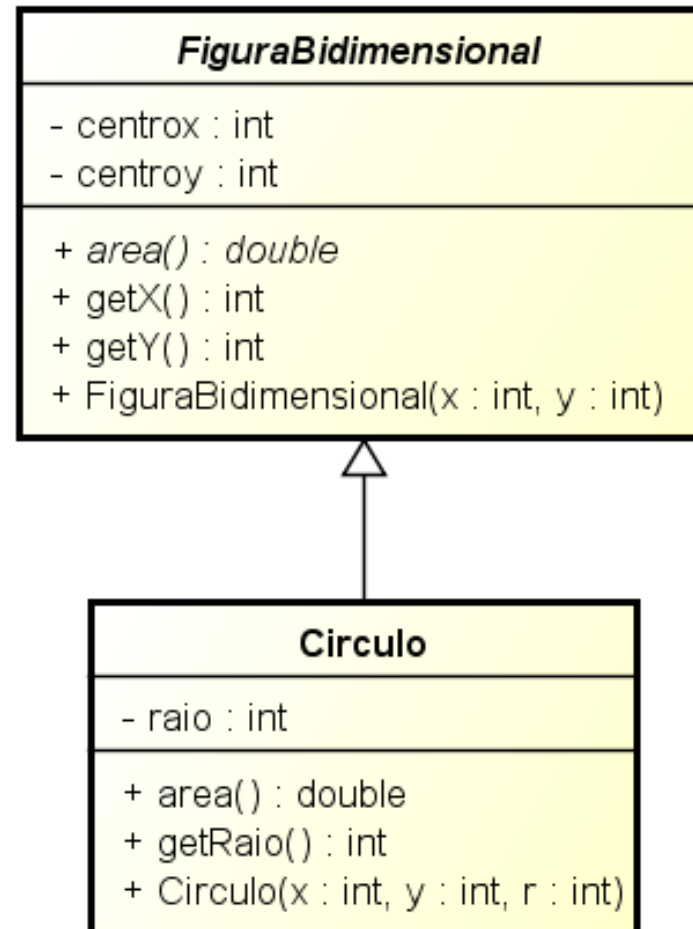 FiguraBidimensional
- centrox : int
- centroy : int
+ area() : double
+ getX() : int
+ getY() : int
+ FiguraBidimensional(x : int, y : int)
Circulo
- raio : int
+ area() : double
+ getRaio() : int
+ Circulo(x : int, y : int, r : int)